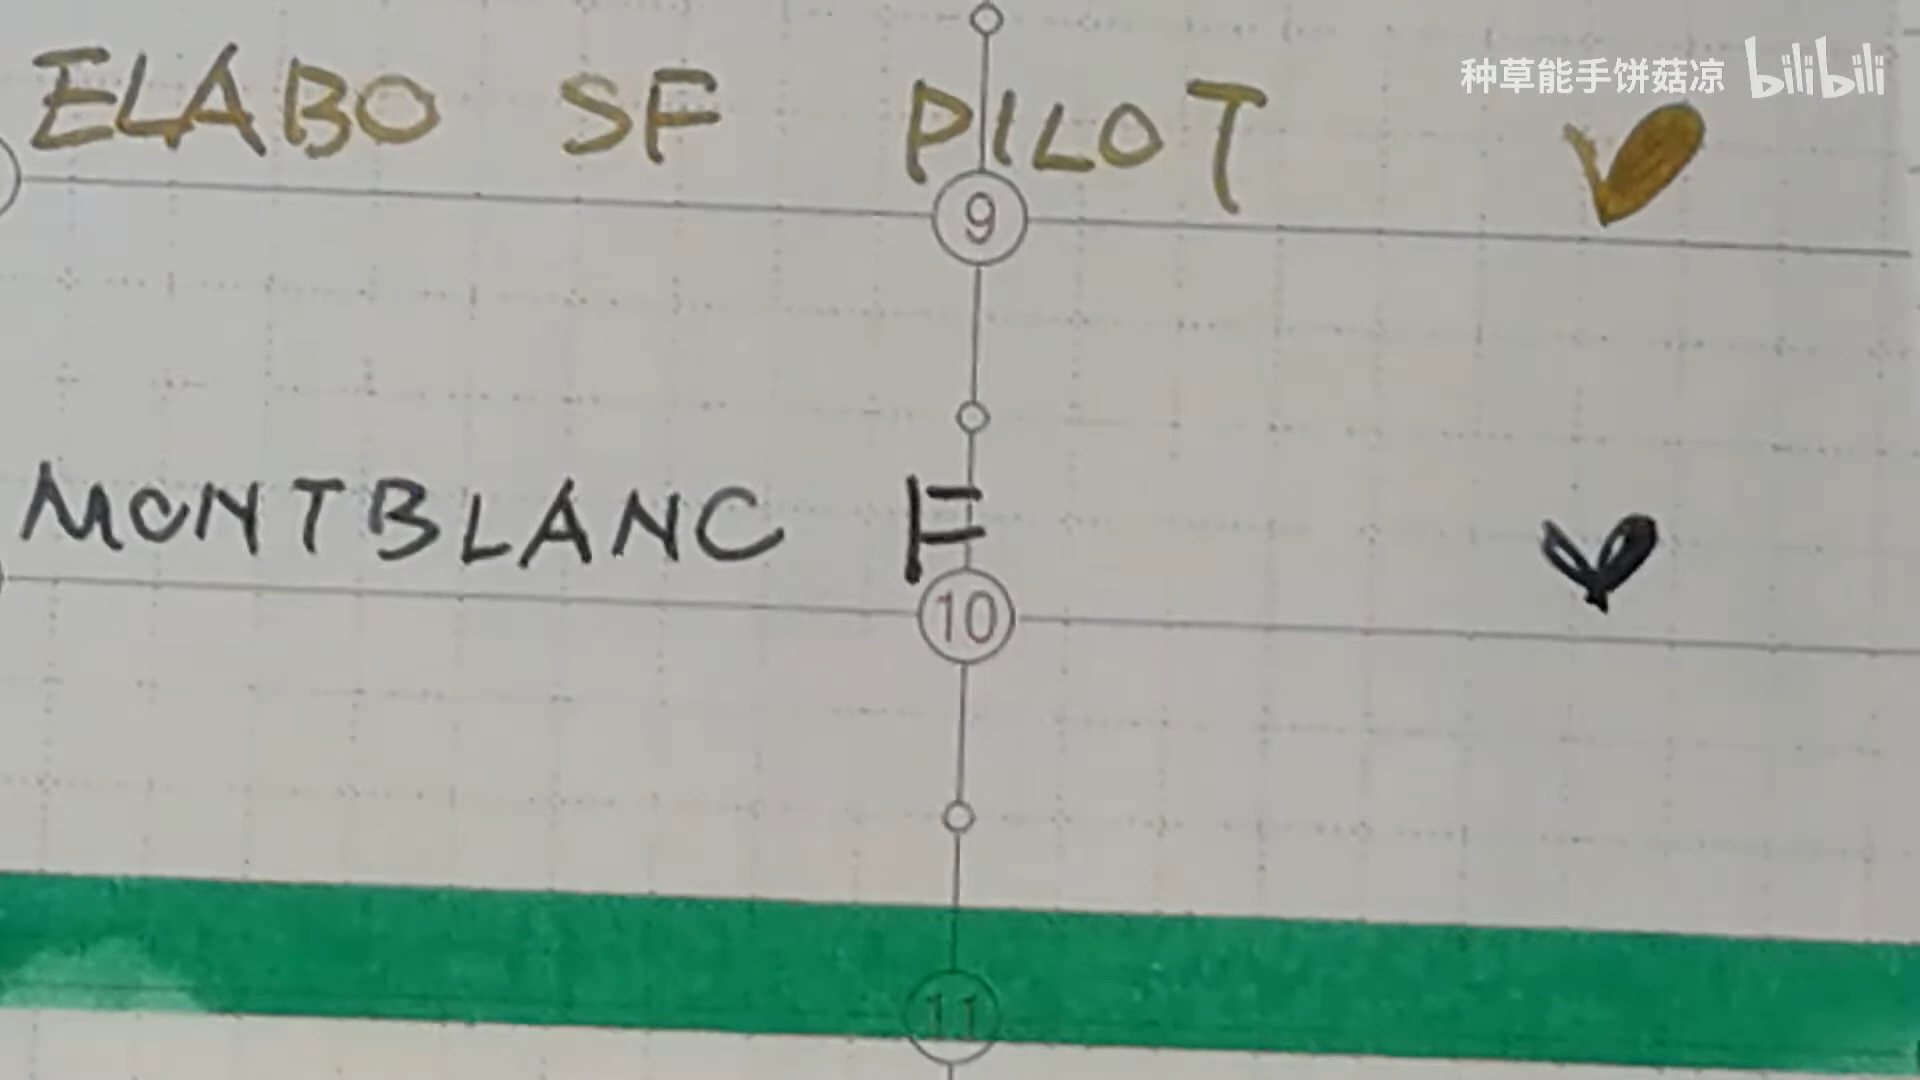 种草能手饼菇凉 bilibili
ELABO SF PILOT
9
MONTBLANC F
10
11